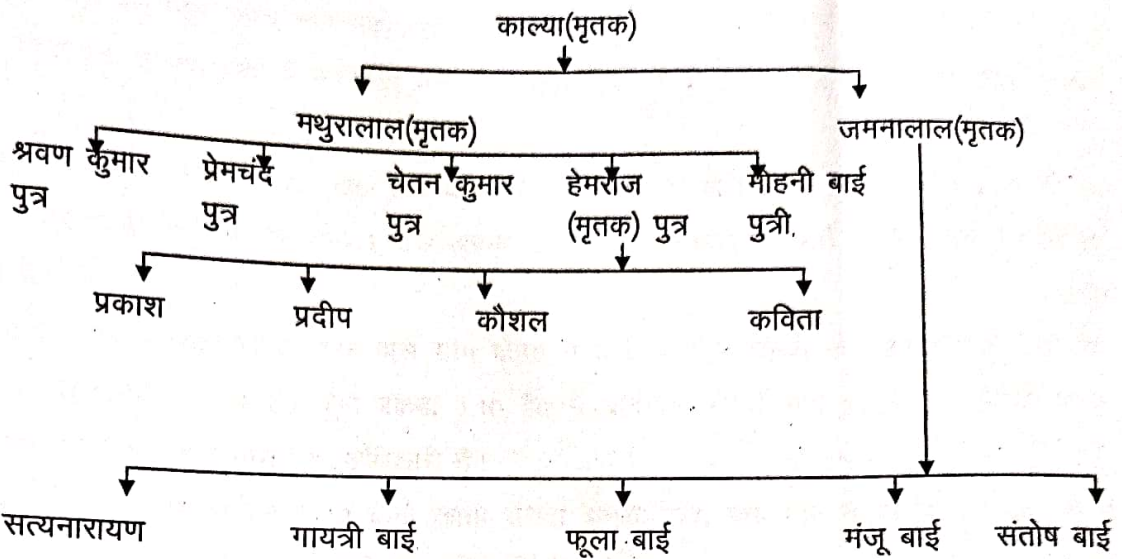 काल्या(मृतक)
मथुरालाल(मृतक) जमनालाल(मृतक)
श्रवण कुमार प्रेमचंद चेतन कुमार हेमराज मोहनी बाई
पुत्र पुत्र पुत्र (मृतक) पुत्र पुत्री.
प्रकाश प्रदीप कौशल कविता
सत्यनारायण गायत्री बाई फूला बाई मंजू बाई संतोष बाई